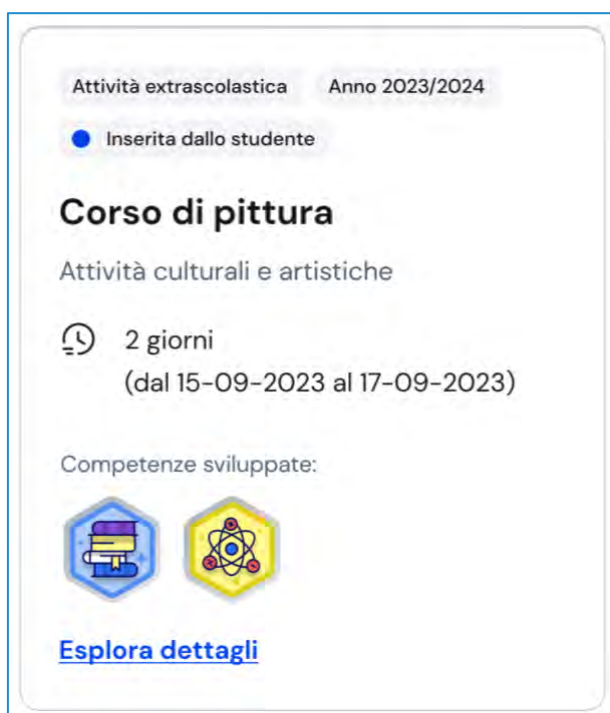 Attività extrascolastica Anno 2023/2024
Inserita dallo studente
Corso di pittura
Attività culturali e artistiche
2 giorni
(dal 15-09-2023 al 17-09-2023)
Competenze sviluppate:
Esplora dettagli